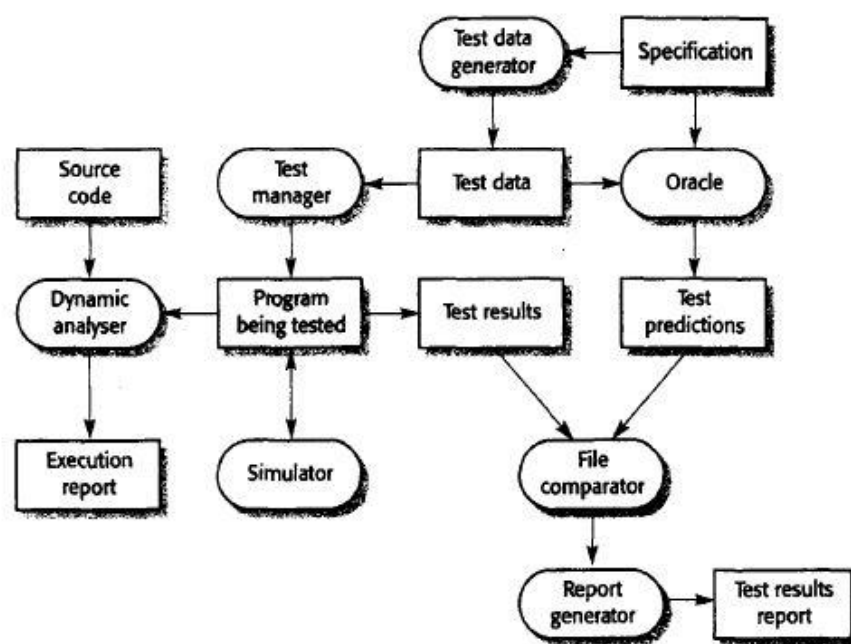 Test data
generator
Specification
Source
code
Test
manager
Test data
Oracle
Dynamic
analyser
Program
being tested
Test results
Test
predictions
Execution
report
Simulator
File
comparator
Report
generator
Test results
report